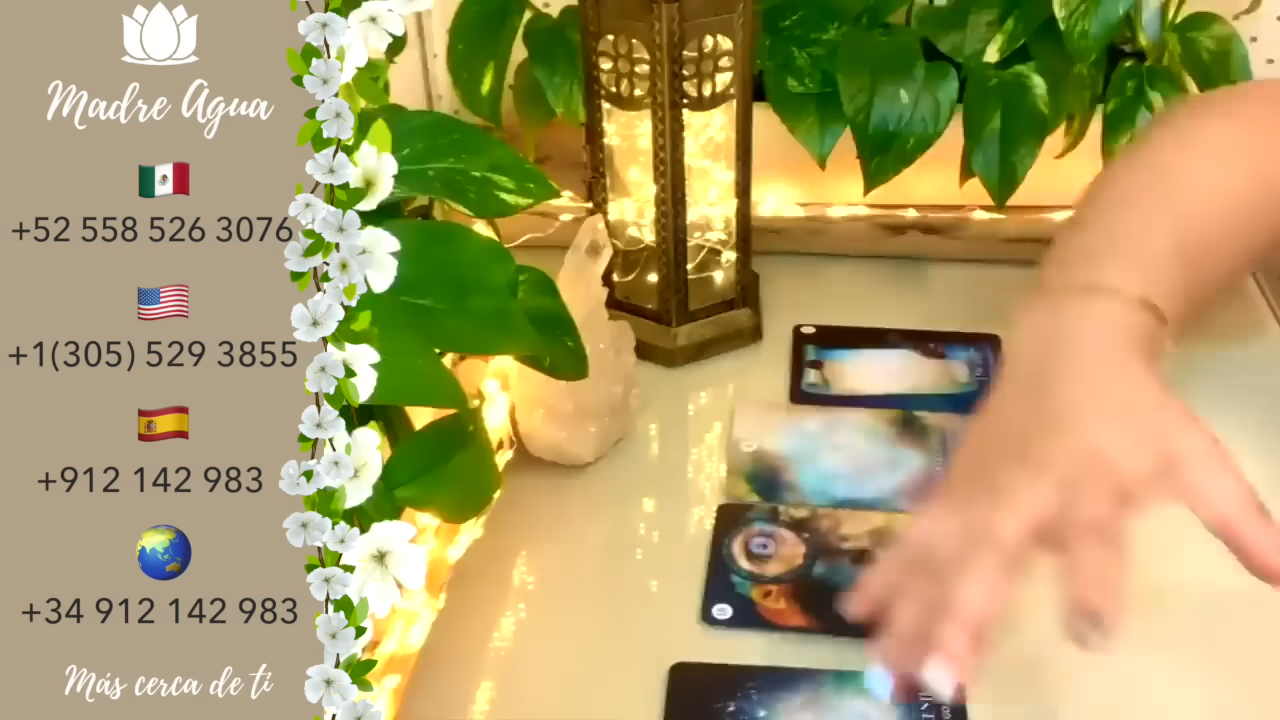 Madre Agua
+52 558 526 3076
+1(305) 529 3855
+912 142 983
+34 912 142 983
Más cerca de ti